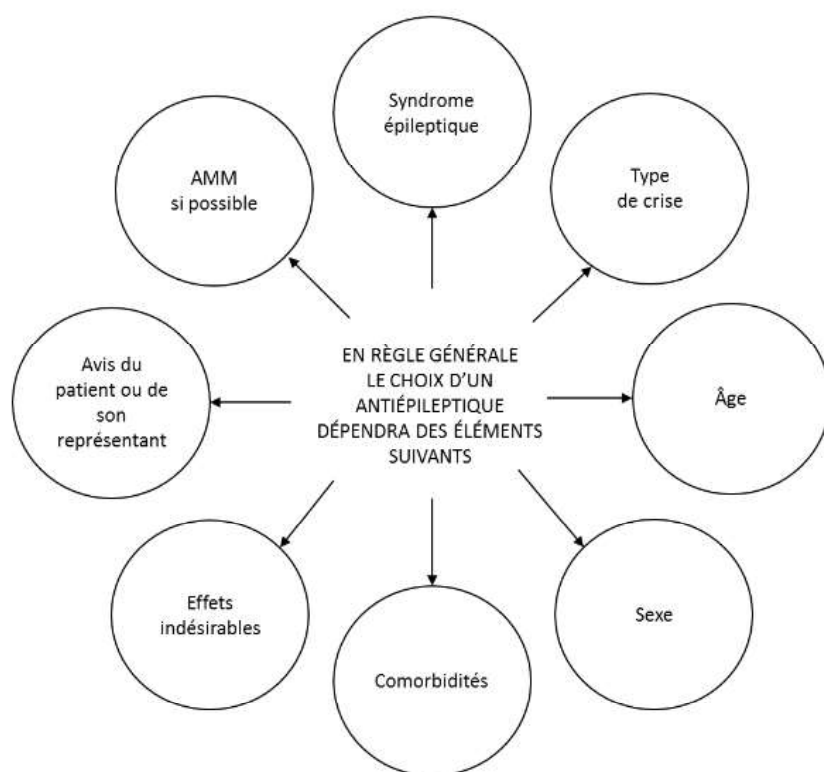 Syndrome
épileptique
Type
de crise
Âge
Sexe
Comorbidités
Effets
indésirables
Avis du
patient ou de
son
représentant
AMM
si possible
EN RÈGLE GÉNÉRALE
LE CHOIX D’UN
ANTIÉPILEPTIQUE
DÉPENDRA DES ÉLÉMENTS
SUIVANTS